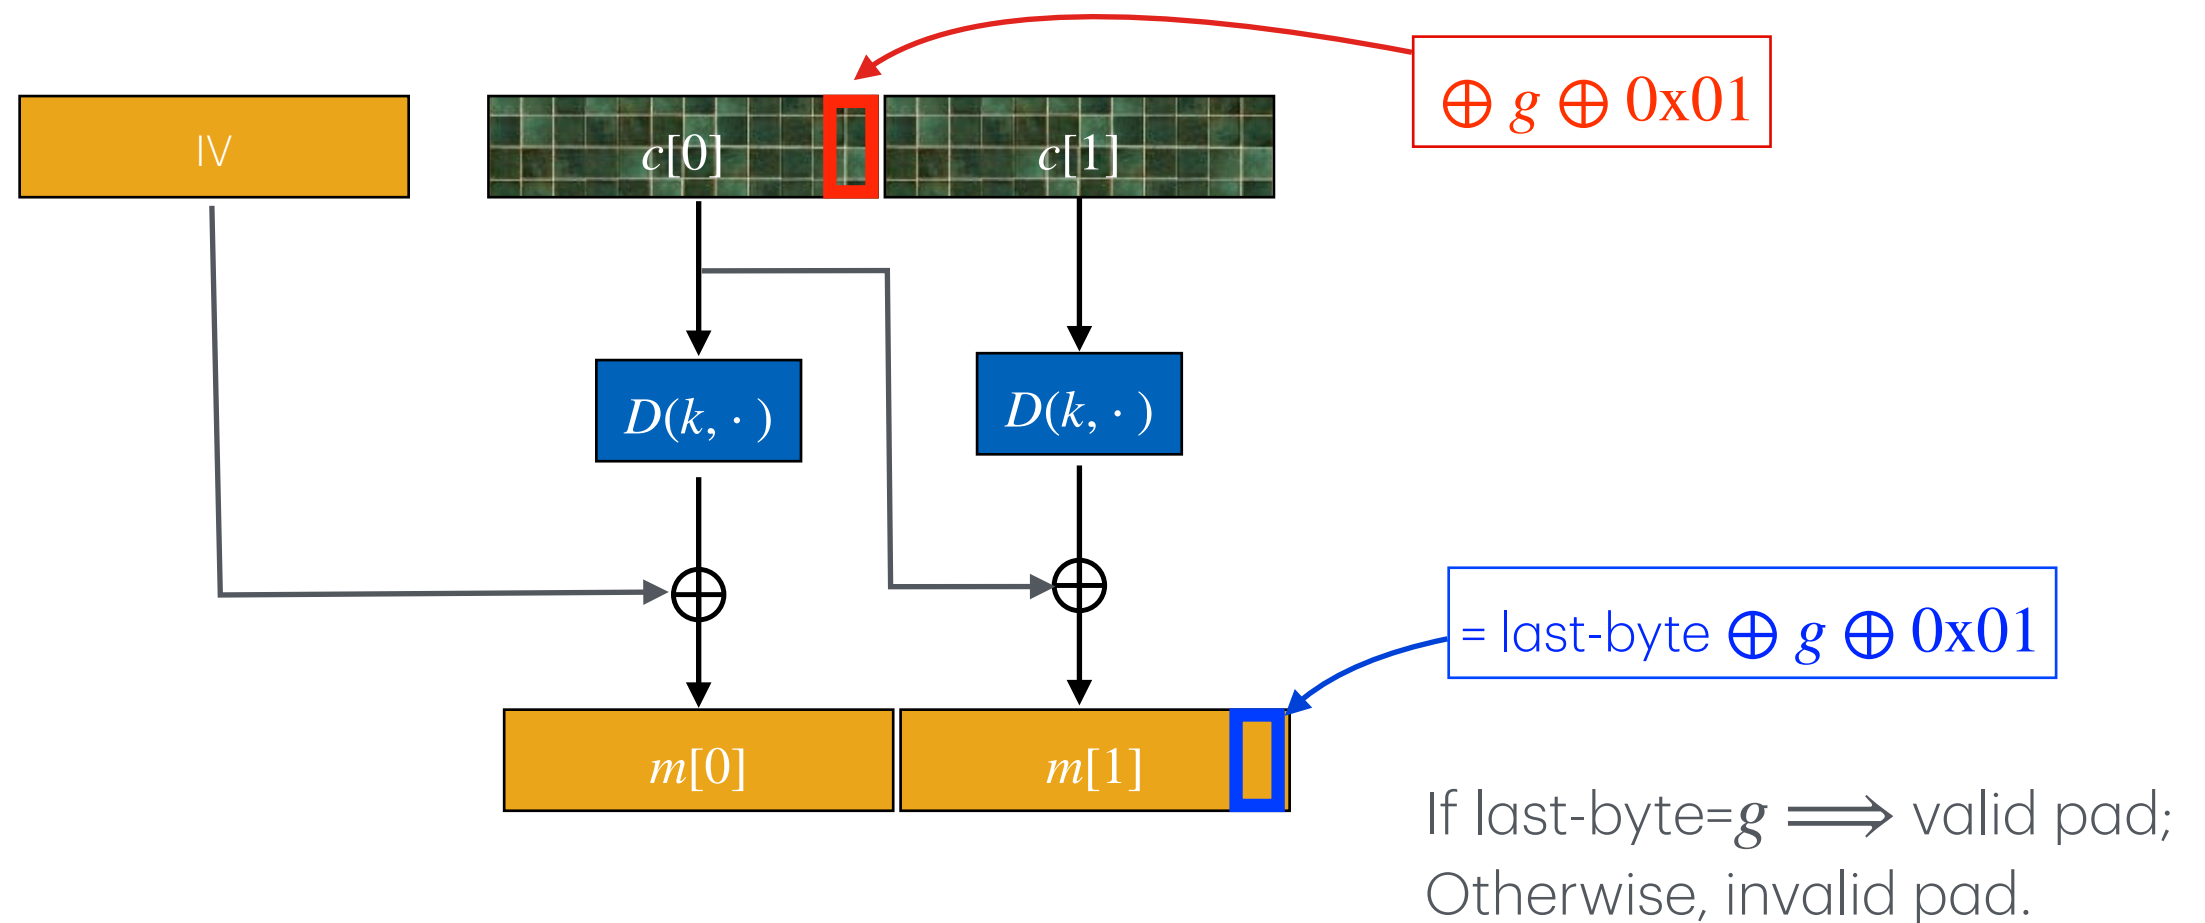 ⊕ g ⊕ 0x01
IV
c[0]
c[1]
D(k, · )
D(k, · )
= last-byte ⊕ g ⊕ 0x01
m[0]
m[1]
If last-byte=g ⟹ valid pad;
Otherwise, invalid pad.